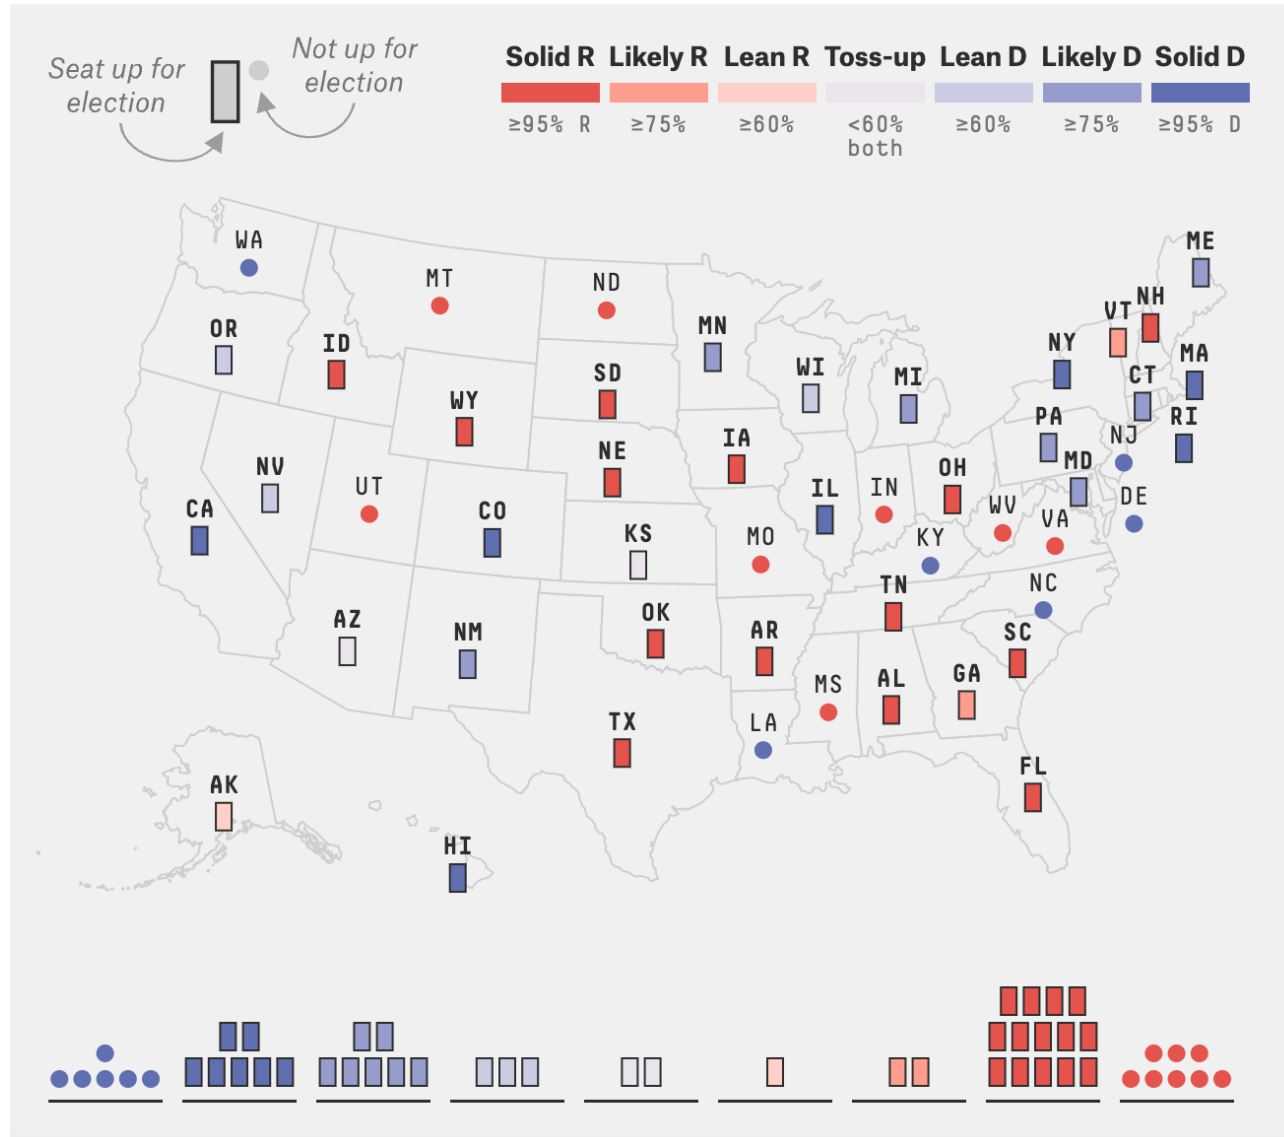 Seat up for
election
Not up for
election
Solid R
Likely R
Lean R
Toss-up
Lean D
Likely D
Solid D
≥95% R
≥75%
≥60%
<60%
both
≥60%
≥75%
≥95% D
WA
MT
ND
MN
ME
OR
ID
SD
WI
MI
VT
NH
NY
MA
WY
CT
NV
NE
IA
PA
NJ
RI
CA
UT
CO
IL
IN
OH
MD
WV
DE
VA
KS
MO
KY
AZ
NM
OK
AR
TN
NC
SC
TX
LA
MS
AL
GA
AK
FL
HI